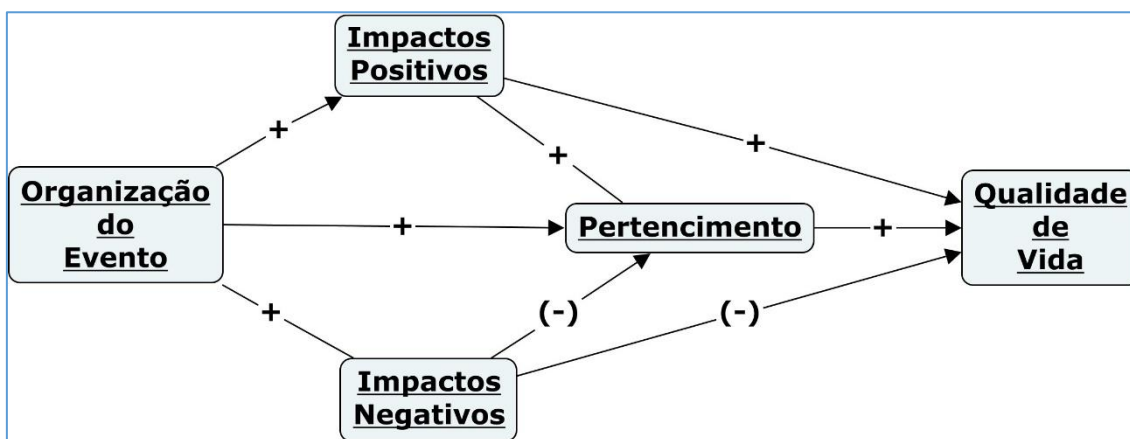 Impactos
Positivos
+
+
+
Organização
do
Evento
+
Pertencimento
+
Qualidade
de
Vida
+
(-)
(-)
Impactos
Negativos